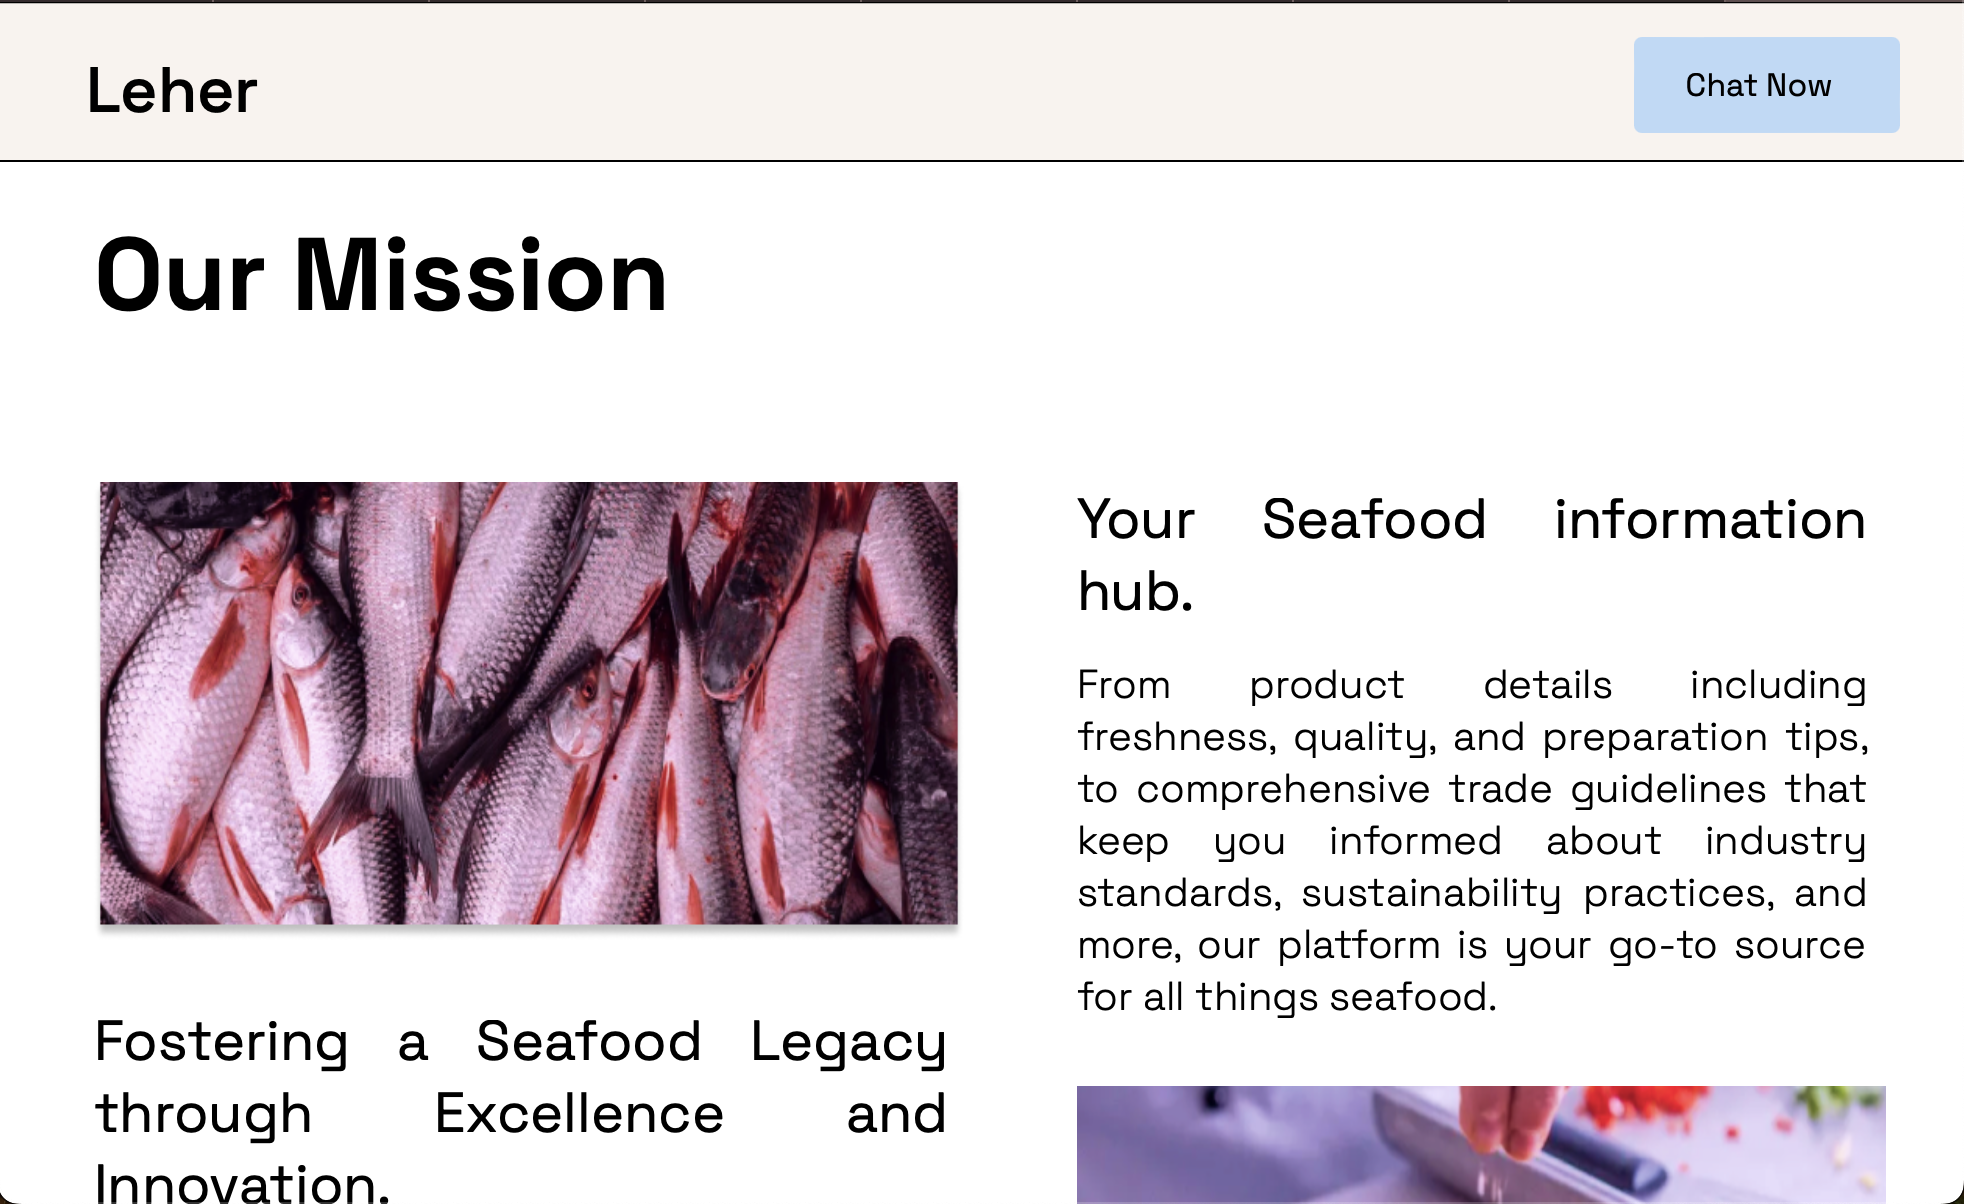 Leher
Chat Now
Our Mission
Your Seafood information
hub.
From product details including
freshness, quality, and preparation tips,
to comprehensive trade guidelines that
keep you informed about industry
standards, sustainability practices, and
more, our platform is your go-to source
for all things seafood.
Fostering a Seafood Legacy
through Excellence and
Innovation.